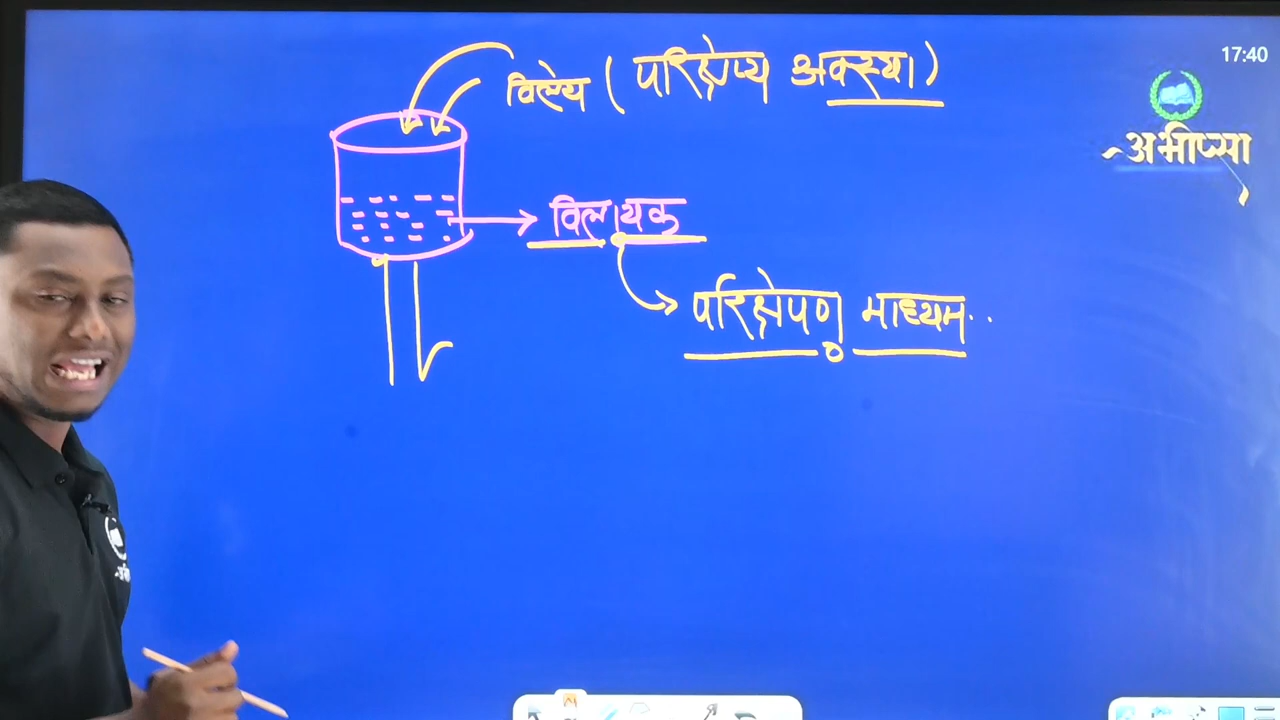 17:40
विलेय (परिक्षेप्य अवस्था)
अभीप्सा
विलायक
परिक्षेपण माध्यम..